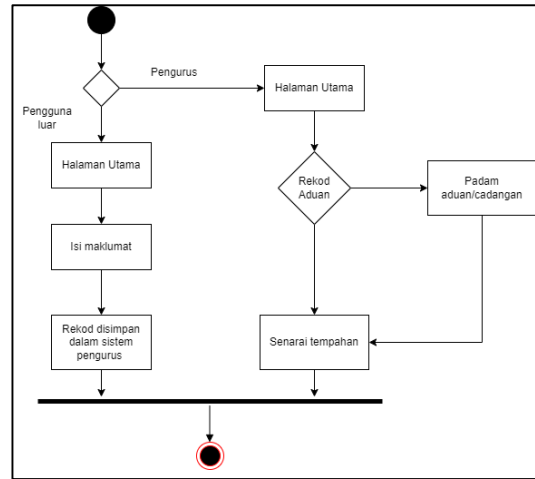 Pengurus
Halaman Utama
Pengguna
luar
Halaman Utama
Rekod
Aduan
Padam
aduan/cadangan
Isi maklumat
Rekod disimpan
dalam sistem
pengurus
Senarai tempahan